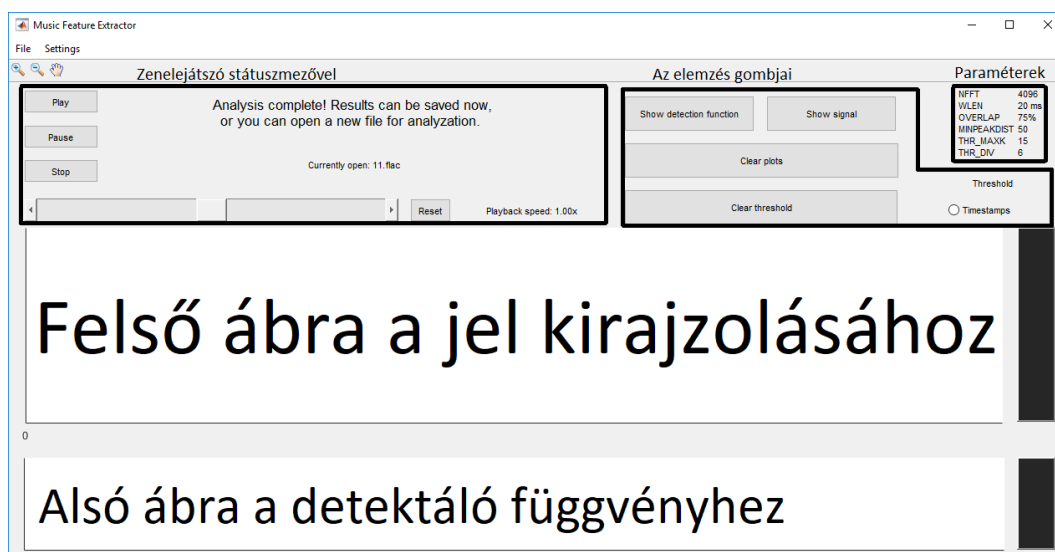 Music Feature Extractor
File Settings
Zenelejátszó státuszmezővel
Az elemzés gombjai
Paraméterek
Play
Pause
Stop
Analysis complete! Results can be saved now,
or you can open a new file for analyzation.
Currently open: 11.flac
Reset
Playback speed: 1.00x
Show detection function
Show signal
Clear plots
Clear threshold
NFFT 4096
WLEN 20 ms
OVERLAP 75%
MINPEAKDIST 50
THR_MAXK 15
THR_DIV 6
Threshold
Timestamps
Felső ábra a jel kirajzolásához
0
Alsó ábra a detektáló függvényhez